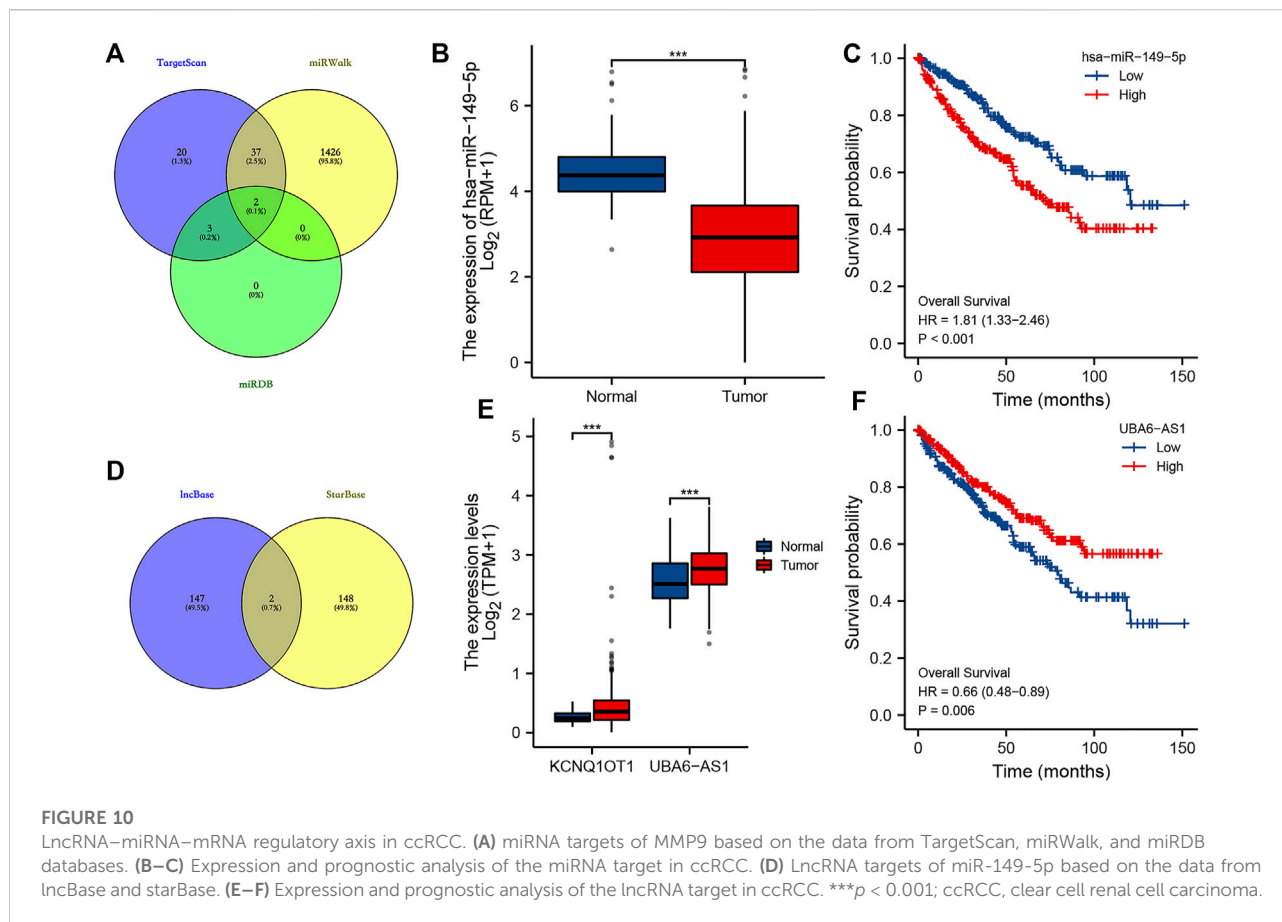 A
TargetScan
miRWalk
20
(1.3%)
37
(2.5%)
1426
(95.8%)
2
(0.1%)
3
(0.2%)
0
(0%)
0
(0%)
miRDB
B
The expression of hsa−miR−149−5p
Log2 (RPM+1)
***
6
4
2
0
Normal
Tumor
C
hsa−miR−149−5p
Low
High
Survival probability
1.0
0.8
0.6
0.4
0.2
0.0
Overall Survival
HR = 1.81 (1.33−2.46)
P < 0.001
0
50
100
150
Time (months)
D
lncBase
StarBase
147
(49.5%)
2
(0.7%)
148
(49.8%)
E
The expression levels
Log2 (TPM+1)
***
***
5
4
3
2
1
0
Normal
Tumor
KCNQ1OT1
UBA6−AS1
F
UBA6−AS1
Low
High
Survival probability
1.0
0.8
0.6
0.4
0.2
0.0
Overall Survival
HR = 0.66 (0.48−0.89)
P = 0.006
0
50
100
150
Time (months)
FIGURE 10
LncRNA–miRNA–mRNA regulatory axis in ccRCC. (A) miRNA targets of MMP9 based on the data from TargetScan, miRWalk, and miRDB
databases. (B–C) Expression and prognostic analysis of the miRNA target in ccRCC. (D) LncRNA targets of miR-149-5p based on the data from
lncBase and starBase. (E–F) Expression and prognostic analysis of the lncRNA target in ccRCC. ***p < 0.001; ccRCC, clear cell renal cell carcinoma.